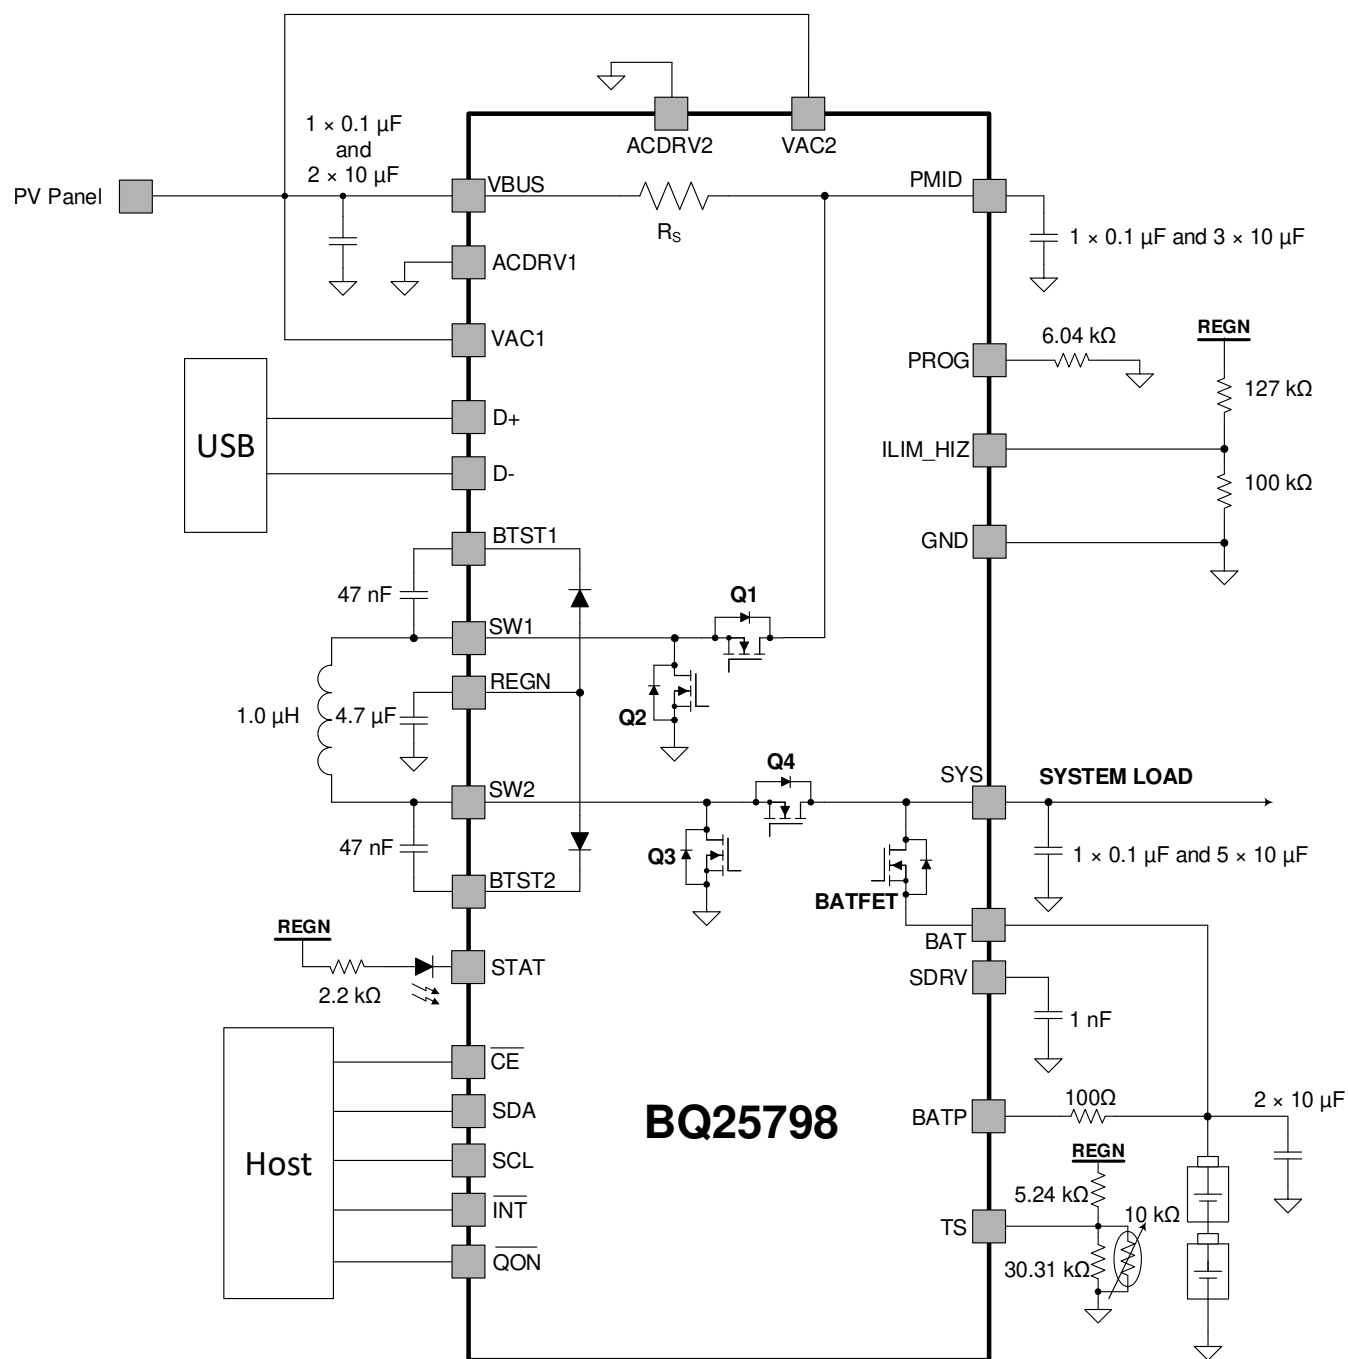 ACDRV2
VAC2
1 × 0.1 µF
and
2 × 10 µF
PV Panel
VBUS
RS
PMID
1 × 0.1 µF and 3 × 10 µF
ACDRV1
VAC1
REGN
6.04 kΩ
PROG
127 kΩ
USB
D+
D-
ILIM_HIZ
100 kΩ
GND
BTST1
47 nF
Q1
SW1
REGN
1.0 µH
4.7 µF
Q2
Q4
SYS
SYSTEM LOAD
SW2
47 nF
Q3
1 × 0.1 µF and 5 × 10 µF
BTST2
BATFET
REGN
BAT
STAT
SDRV
2.2 kΩ
1 nF
Host
CE
SDA
SCL
INT
QON
BQ25798
BATP
100Ω
2 × 10 µF
REGN
5.24 kΩ
10 kΩ
TS
30.31 kΩ